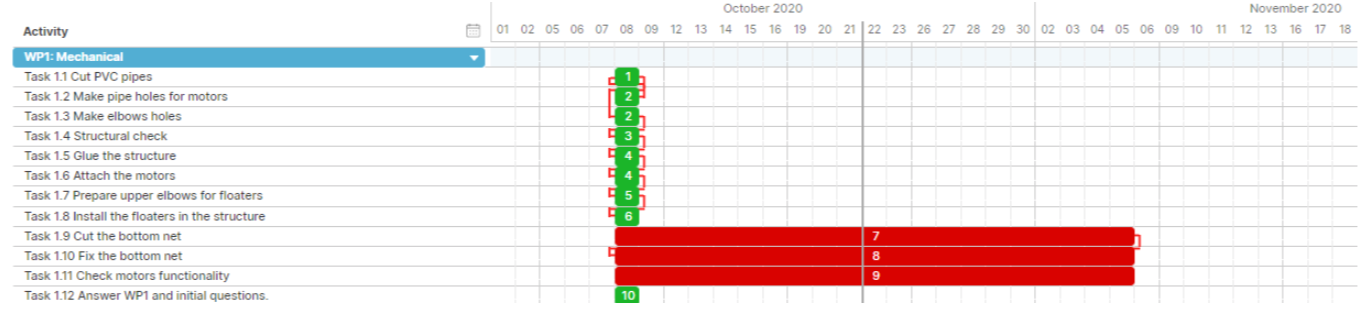 October 2020 November 2020
Activity 01 02 05 06 07 08 09 12 13 14 15 16 19 20 21 22 23 26 27 28 29 30 02 03 04 05 06 09 10 11 12 13 16 17 18
WP1: Mechanical
Task 1.1 Cut PVC pipes 1
Task 1.2 Make pipe holes for motors 2
Task 1.3 Make elbows holes 2
Task 1.4 Structural check 3
Task 1.5 Glue the structure 4
Task 1.6 Attach the motors 4
Task 1.7 Prepare upper elbows for floaters 5
Task 1.8 Install the floaters in the structure 6
Task 1.9 Cut the bottom net 7
Task 1.10 Fix the bottom net 8
Task 1.11 Check motors functionality 9
Task 1.12 Answer WP1 and initial questions. 10